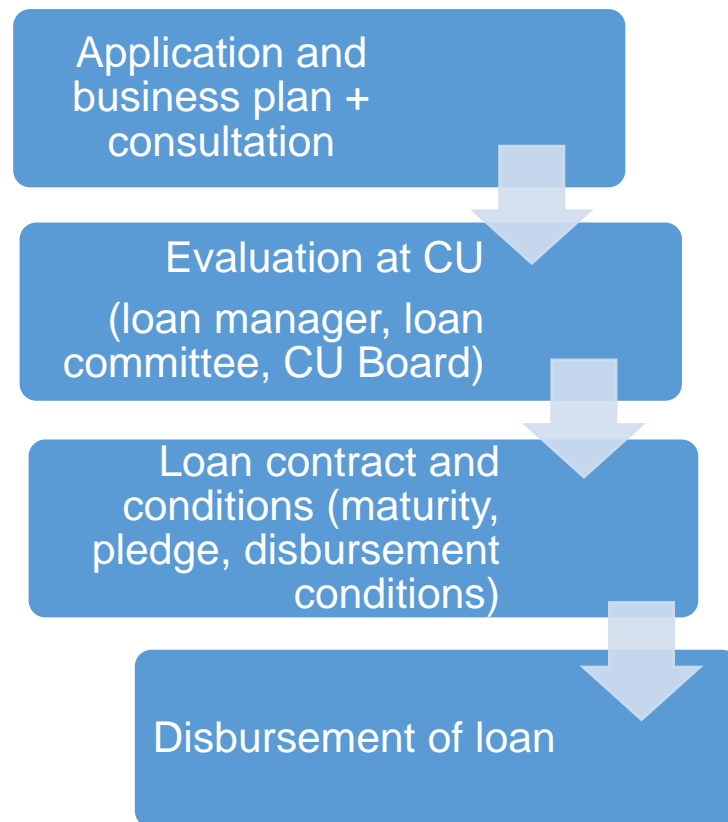 Application and
business plan +
consultation
Evaluation at CU
(loan manager, loan
committee, CU Board)
Loan contract and
conditions (maturity,
pledge, disbursement
conditions)
Disbursement of loan